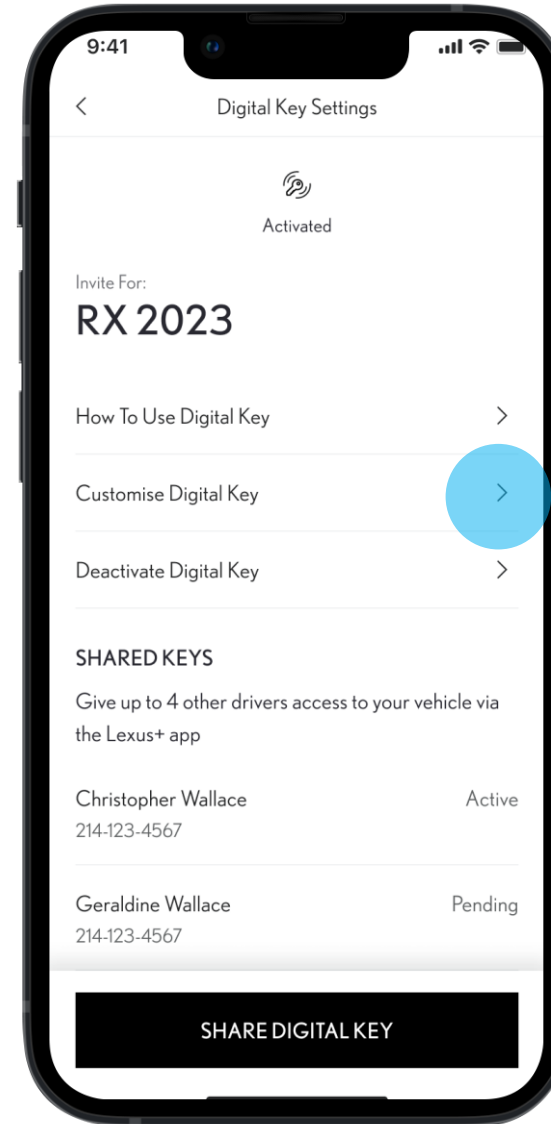 9:41
Digital Key Settings
Activated
Invite For:
RX 2023
How To Use Digital Key
Customise Digital Key
Deactivate Digital Key
SHARED KEYS
Give up to 4 other drivers access to your vehicle via
the Lexus+ app
Christopher Wallace Active
214-123-4567
Geraldine Wallace Pending
214-123-4567
SHARE DIGITAL KEY